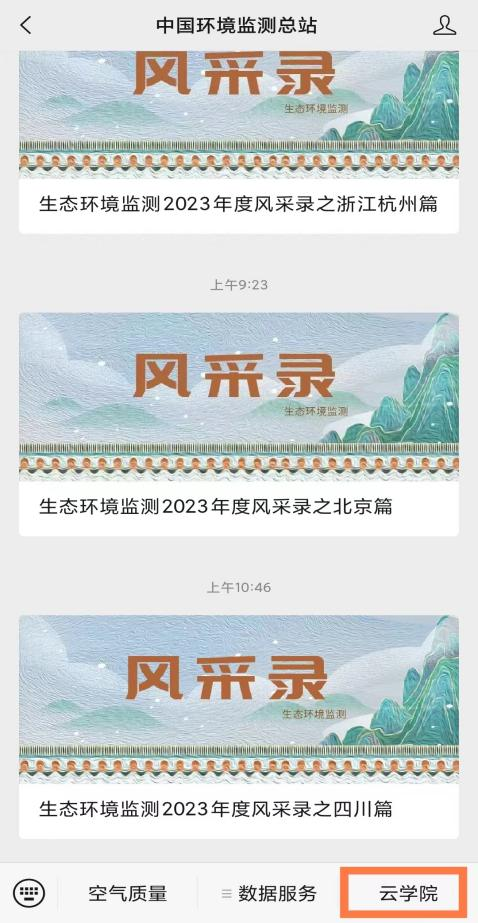 中国环境监测总站
风采录
生态环境监测
生态环境监测2023年度风采录之浙江杭州篇
上午9:23
风采录
生态环境监测
生态环境监测2023年度风采录之北京篇
上午10:46
风采录
生态环境监测
生态环境监测2023年度风采录之四川篇
空气质量
数据服务
云学院